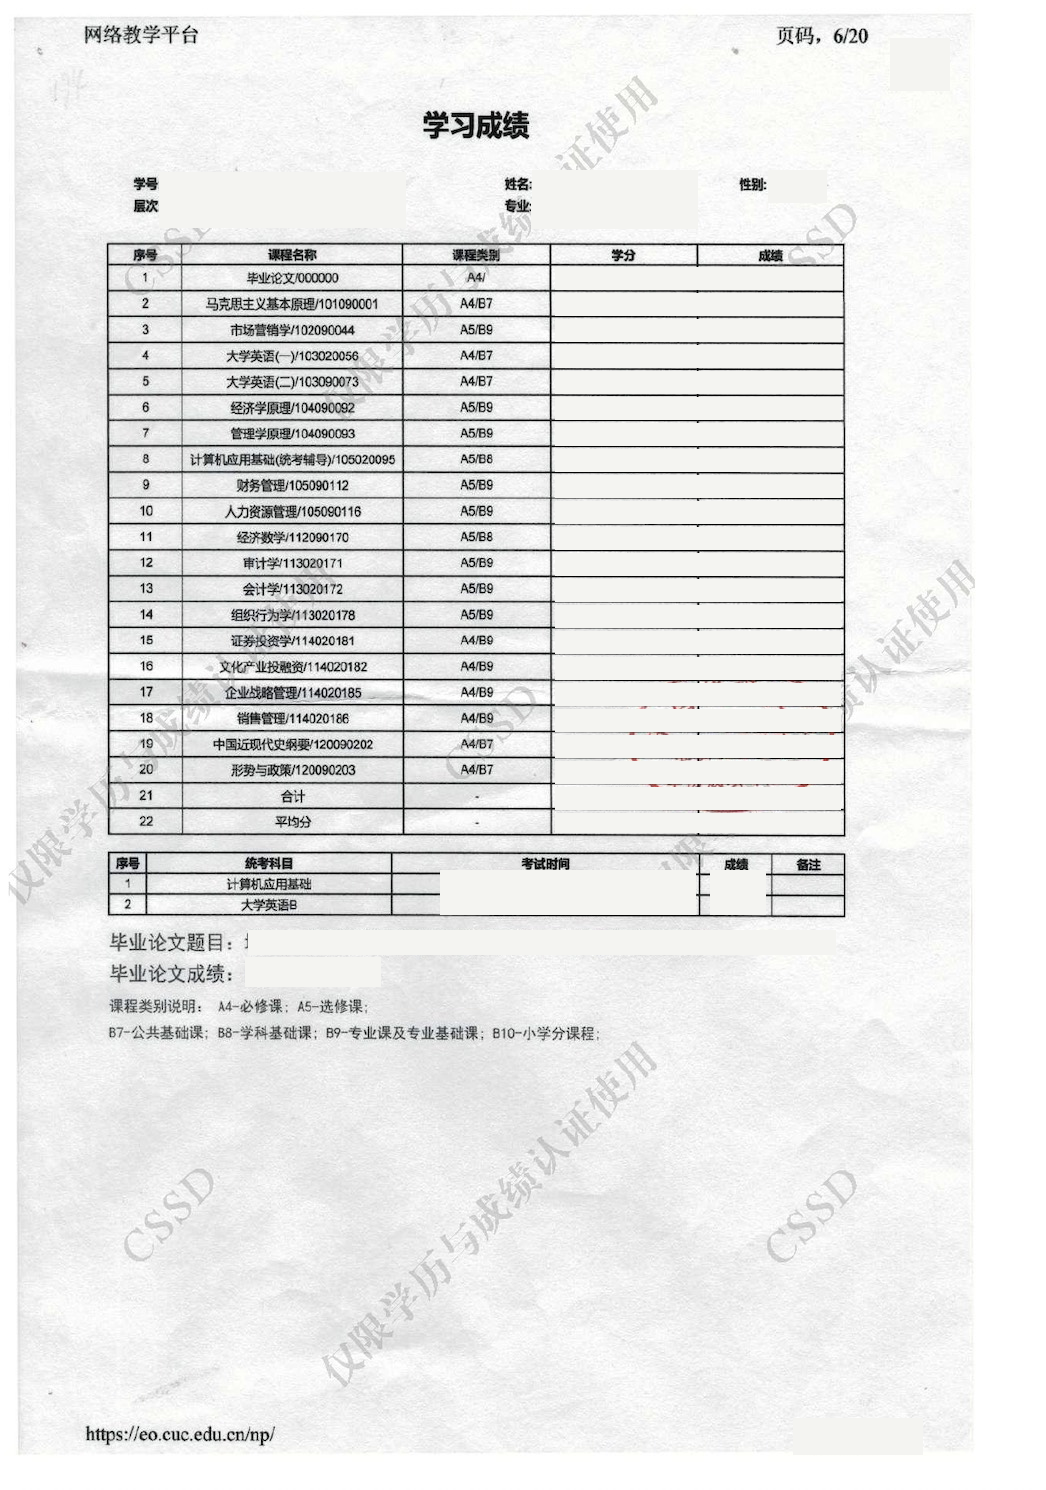 网络教学平台 页码，6/20
学习成绩
学号 姓名: 性别:
层次 专业:
序号 课程名称 课程类别 学分 成绩
1 毕业论文/000000 A4/
2 马克思主义基本原理/101090001 A4/B7
3 市场营销学/102090044 A5/B9
4 大学英语(一)/103020056 A4/B7
5 大学英语(二)/103090073 A4/B7
6 经济学原理/104090092 A5/B9
7 管理学原理/104090093 A5/B9
8 计算机应用基础(统考辅导)/105020095 A5/B8
9 财务管理/105090112 A5/B9
10 人力资源管理/105090116 A5/B9
11 经济数学/112090170 A5/B8
12 审计学/113020171 A5/B9
13 会计学/113020172 A5/B9
14 组织行为学/113020178 A5/B9
15 证券投资学/114020181 A4/B9
16 文化产业投融资/114020182 A4/B9
17 企业战略管理/114020185 A4/B9
18 销售管理/114020186 A4/B9
19 中国近现代史纲要/120090202 A4/B7
20 形势与政策/120090203 A4/B7
21 合计 -
22 平均分 -
序号 统考科目 考试时间 成绩 备注
1 计算机应用基础
2 大学英语B
毕业论文题目：
毕业论文成绩：
课程类别说明： A4-必修课；A5-选修课；
B7-公共基础课；B8-学科基础课；B9-专业课及专业基础课；B10-小学分课程；
CSSD
仅限学历与成绩认证使用
CSSD
https://eo.cuc.edu.cn/np/